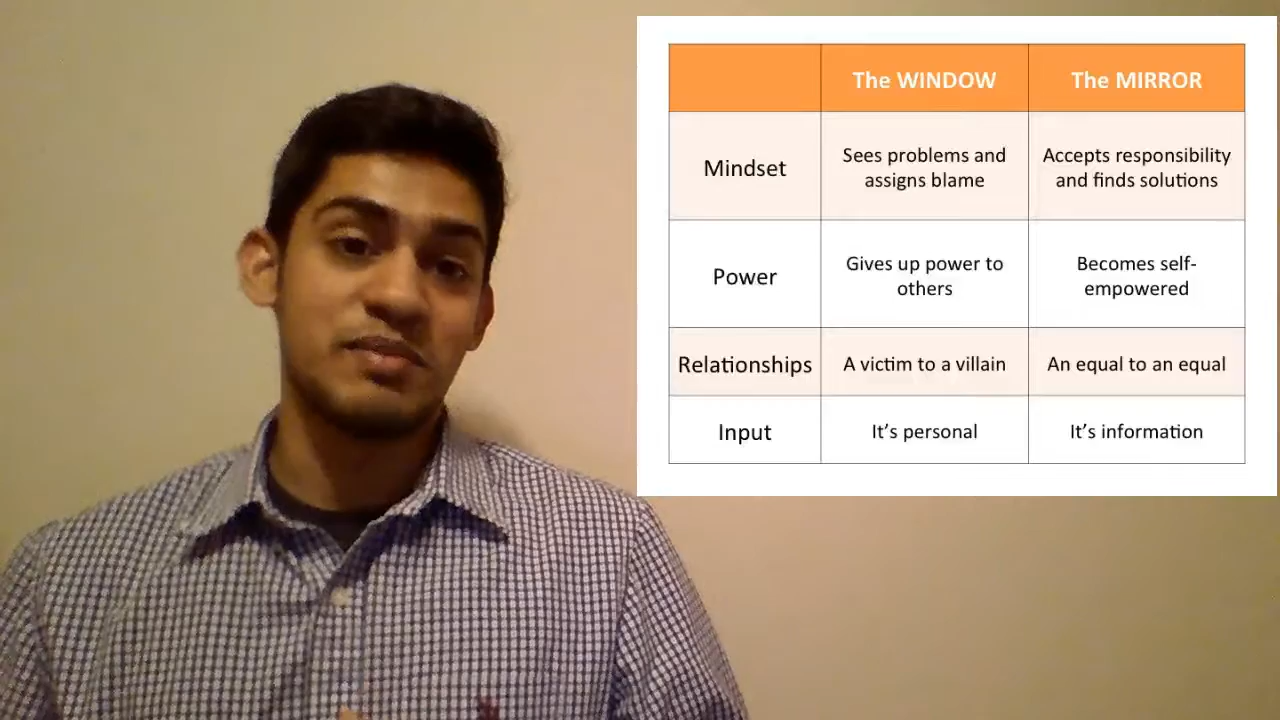 The WINDOW The MIRROR
Mindset
Sees problems and
assigns blame
Accepts responsibility
and finds solutions
Power
Gives up power to
others
Becomes self-
empowered
Relationships A victim to a villain An equal to an equal
Input It’s personal It’s information